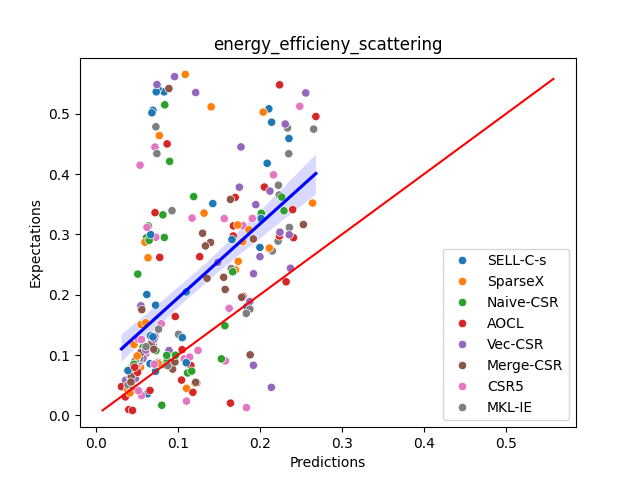 energy_efficieny_scattering
Expectations
0.5
0.4
0.3
0.2
0.1
0.0
SELL-C-s
SparseX
Naive-CSR
AOCL
Vec-CSR
Merge-CSR
CSR5
MKL-IE
0.0 0.1 0.2 0.3 0.4 0.5
Predictions